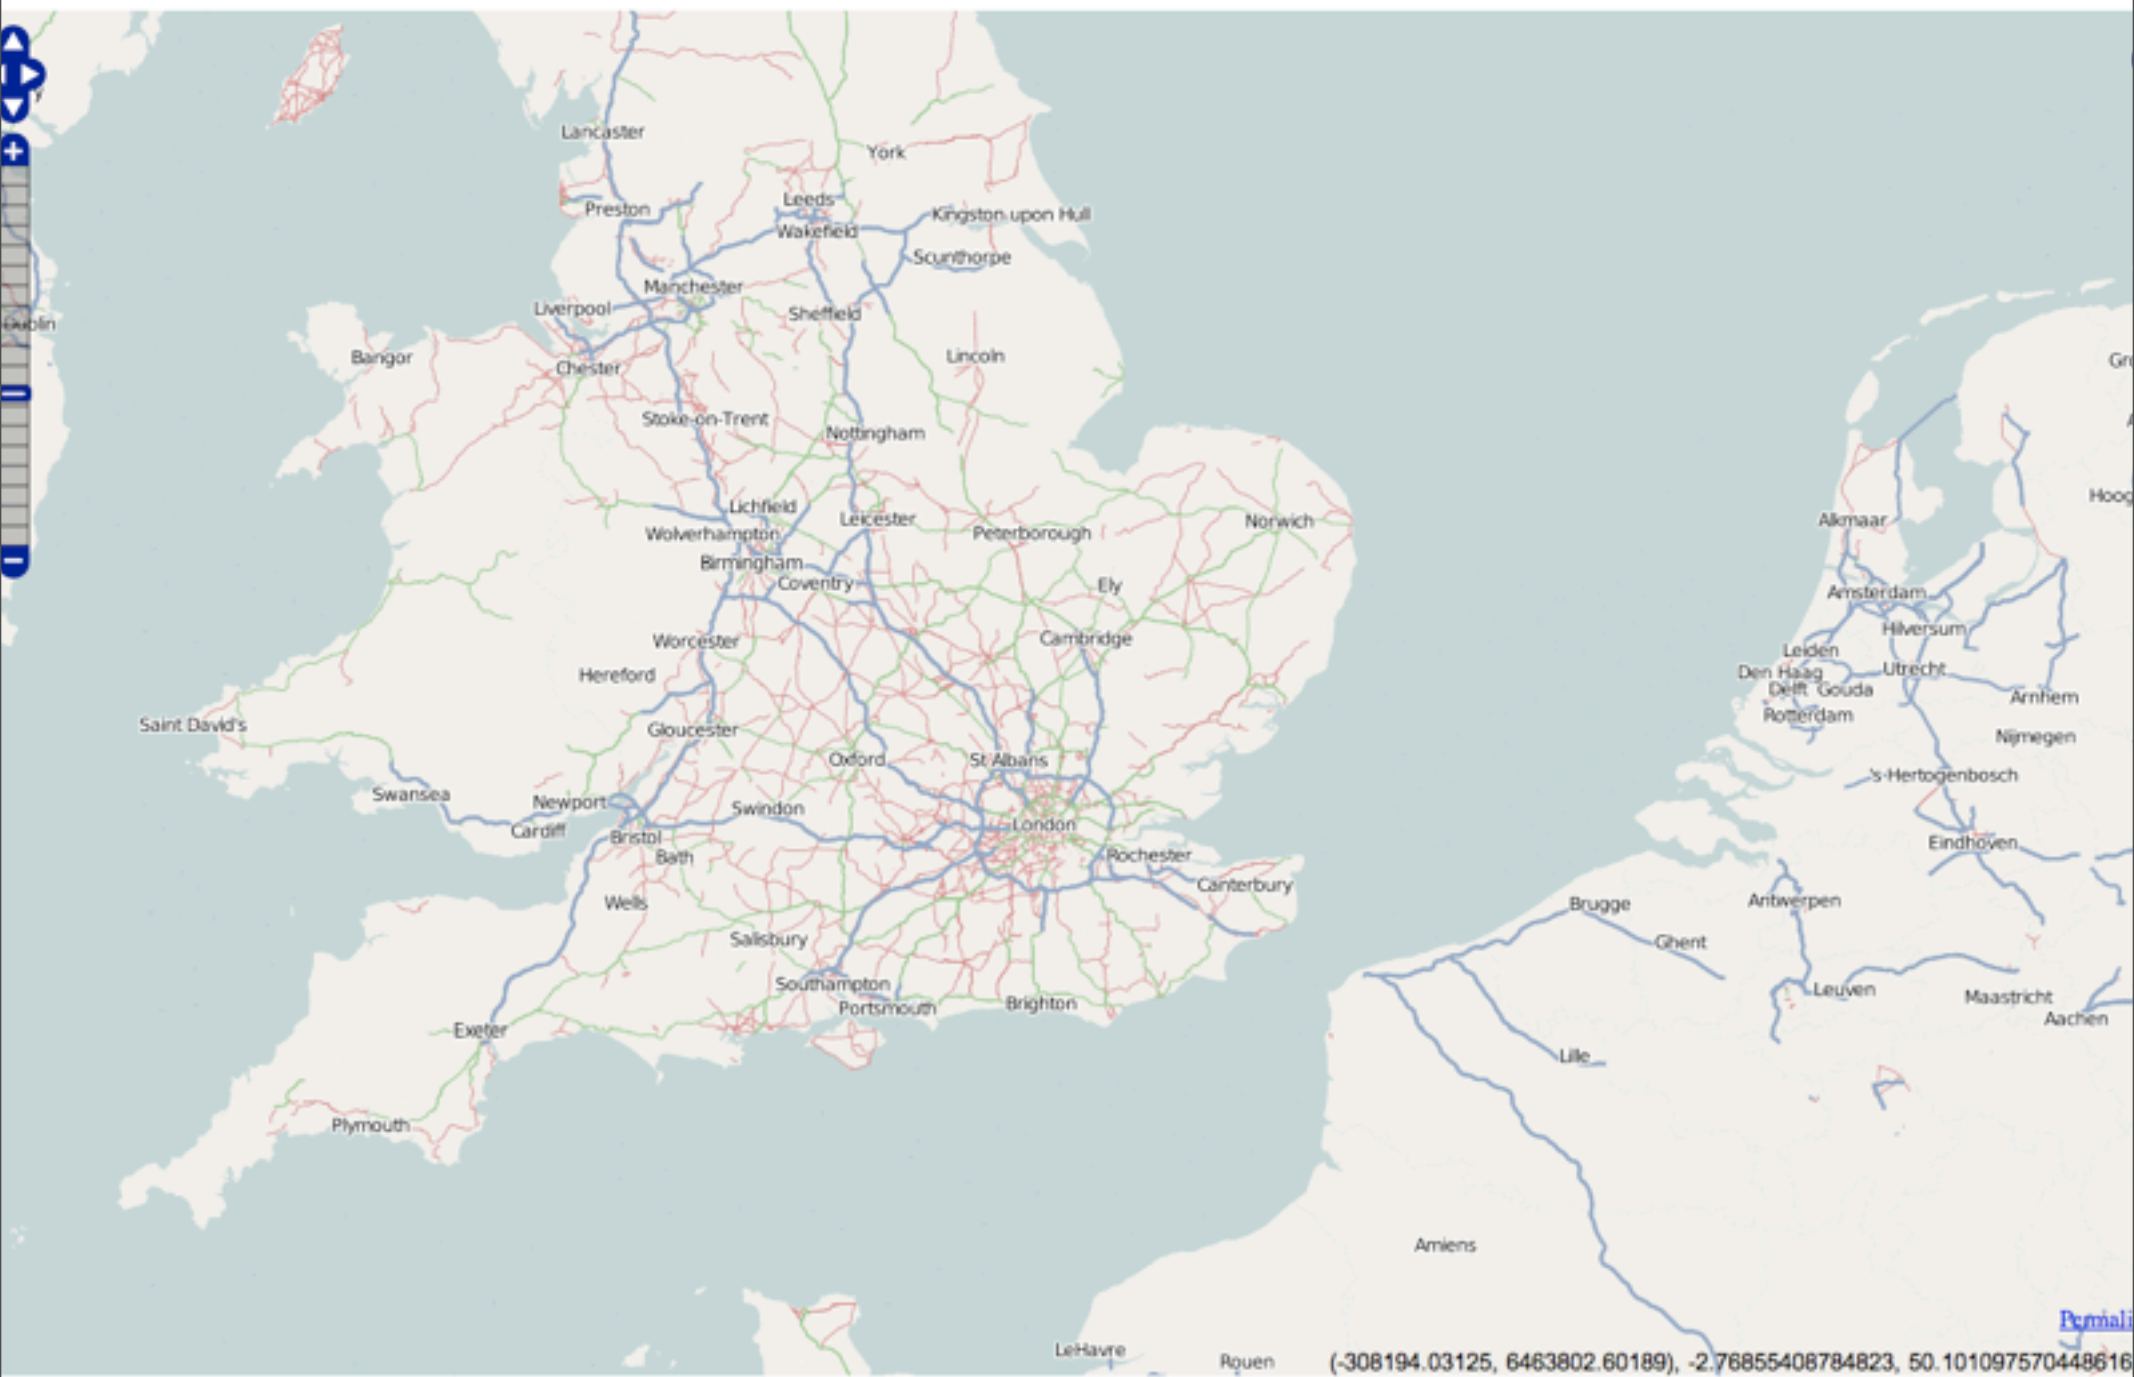 Lancaster
York
Preston
Leeds
Kingston upon Hull
Wakefield
Scunthorpe
Manchester
Liverpool
Sheffield
Bangor
Chester
Lincoln
Stoke-on-Trent
Nottingham
Lichfield
Wolverhampton
Leicester
Peterborough
Norwich
Birmingham
Coventry
Ely
Worcester
Cambridge
Hereford
Saint David's
Gloucester
Oxford
St Albans
Swansea
Newport
Swindon
Cardiff
Bristol
London
Bath
Rochester
Canterbury
Wells
Salisbury
Southampton
Portsmouth
Brighton
Exeter
Plymouth
Dublin
Alkmaar
Amsterdam
Hilversum
Leiden
Utrecht
Den Haag
Delft Gouda
Arnhem
Rotterdam
Nijmegen
's-Hertogenbosch
Eindhoven
Brugge
Antwerpen
Ghent
Leuven
Maastricht
Aachen
Lille
Amiens
LeHavre
Rouen
Gro
Hoog
Permali
(-308194.03125, 6463802.60189), -2.76855408784823, 50.101097570448616